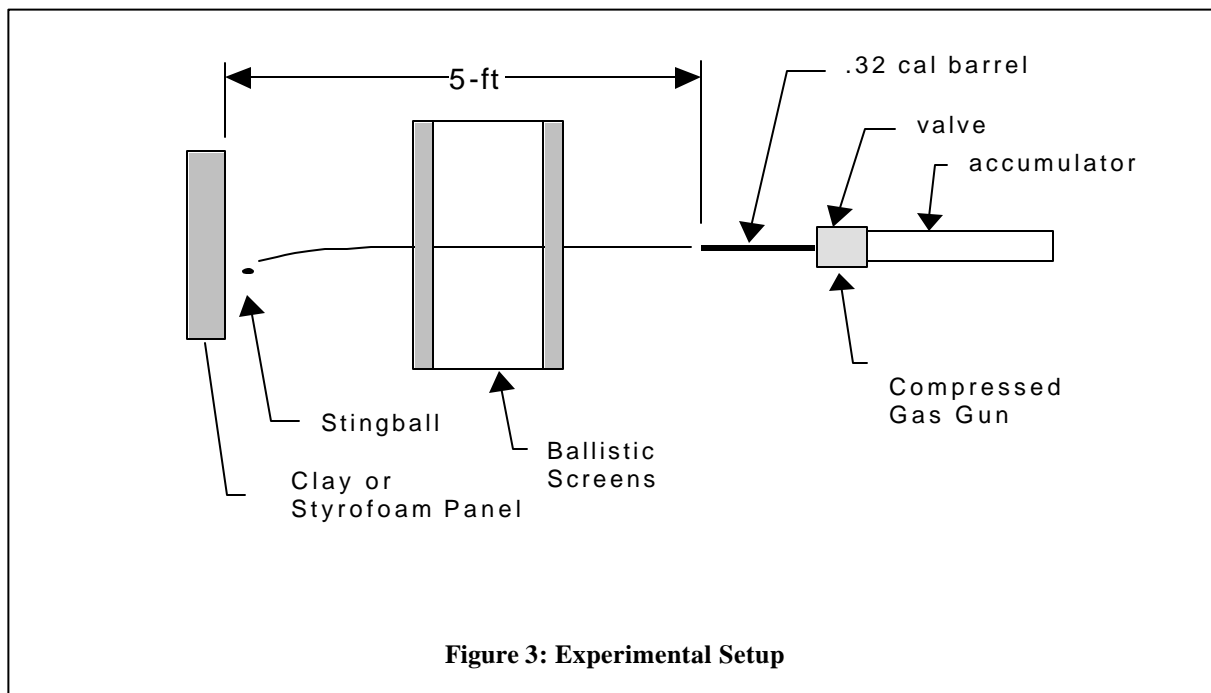 5-ft
.32 cal barrel
valve
accumulator
Compressed
Gas Gun
Stingball
Ballistic
Screens
Clay or
Styrofoam Panel
Figure 3: Experimental Setup